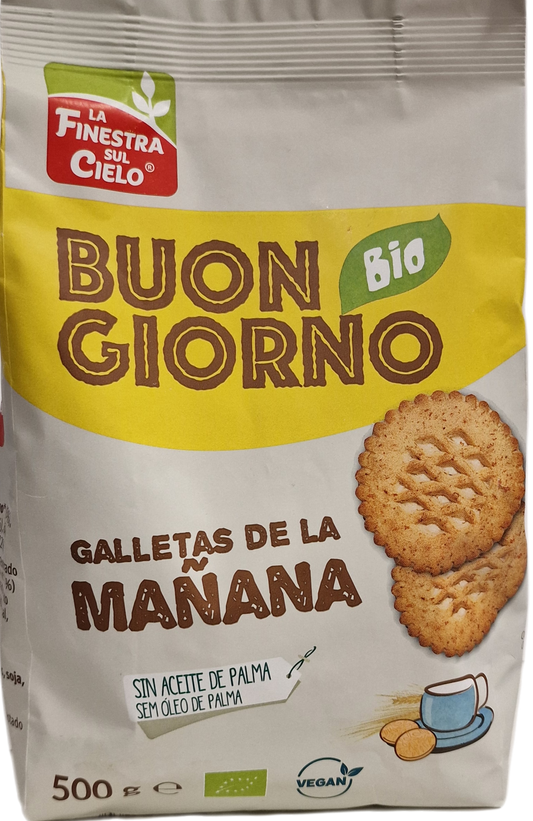 LA
FINESTRA
SUL
CIELO®
BUON
Bio
GIORNO
GALLETAS DE LA
MAÑANA
SIN ACEITE DE PALMA
SEM ÓLEO DE PALMA
500 g ℮
VEGAN
soja,